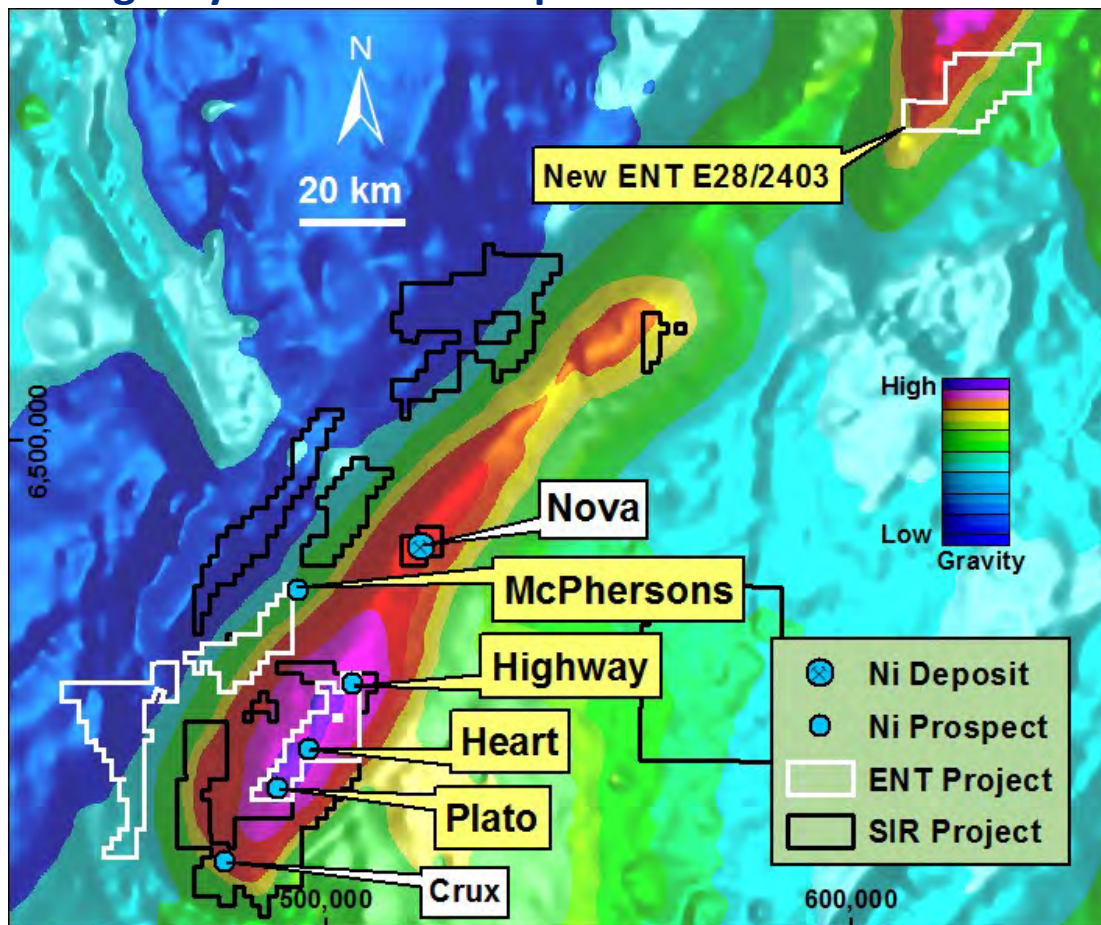 N
20 km
New ENT E28/2403
6,500,000
High
Low
Gravity
Nova
McPhersons
Highway
Heart
Plato
Crux
Ni Deposit
Ni Prospect
ENT Project
SIR Project
500,000
600,000